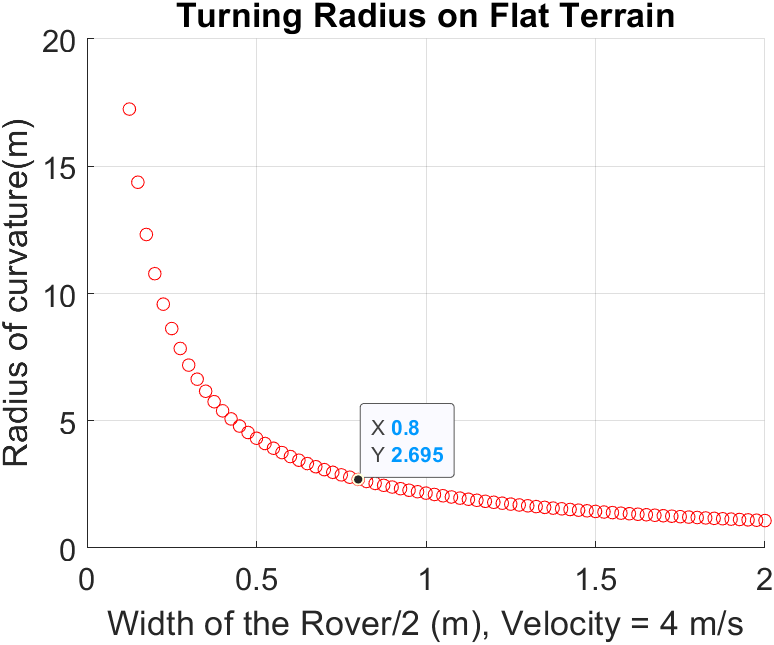 Turning Radius on Flat Terrain
20
15
10
5
0
Radius of curvature(m)
X 0.8
Y 2.695
0 0.5 1 1.5 2
Width of the Rover/2 (m), Velocity = 4 m/s